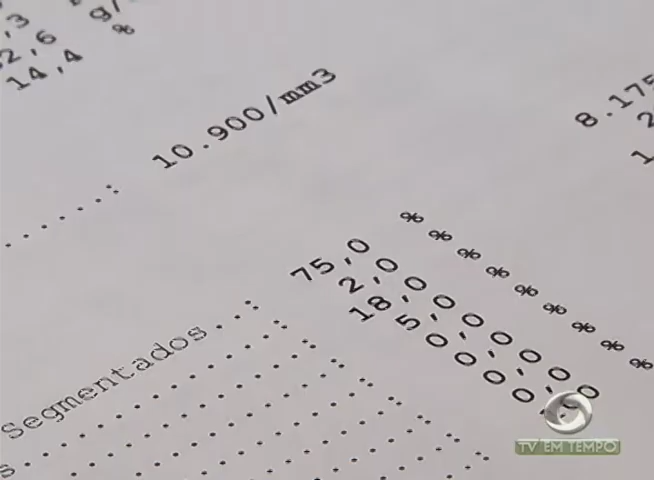 ,3
2,6 g/
14,4 %
10.900/mm3
Segmentados...: 75,0 %
2,0 %
18,0 %
5,0 %
0,0 %
0,0 %
0,0 %
0,0 %
8.175
TV EM TEMPO